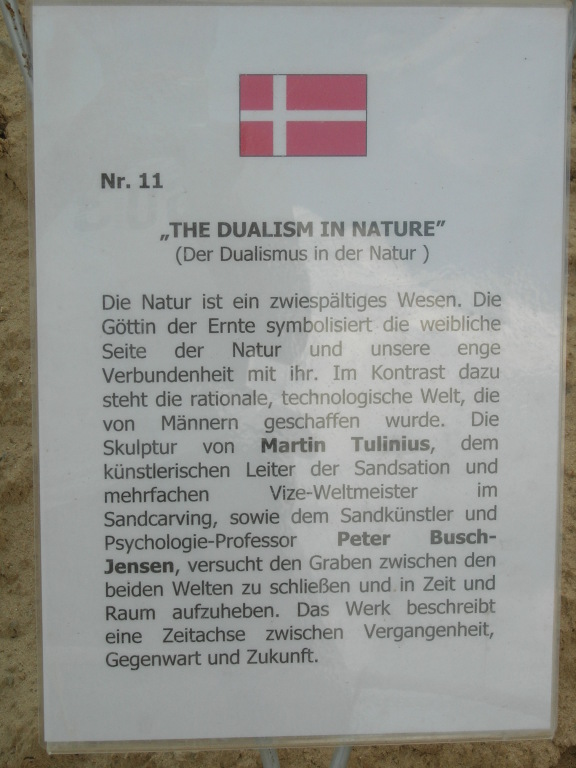 Nr. 11
„THE DUALISM IN NATURE”
(Der Dualismus in der Natur )
Die Natur ist ein zwiespältiges Wesen. Die
Göttin der Ernte symbolisiert die weibliche
Seite der Natur und unsere enge
Verbundenheit mit ihr. Im Kontrast dazu
steht die rationale, technologische Welt, die
von Männern geschaffen wurde. Die
Skulptur von Martin Tulinius, dem
künstlerischen Leiter der Sandsation und
mehrfachen Vize-Weltmeister im
Sandcarving, sowie dem Sandkünstler und
Psychologie-Professor Peter Busch-
Jensen, versucht den Graben zwischen den
beiden Welten zu schließen und in Zeit und
Raum aufzuheben. Das Werk beschreibt
eine Zeitachse zwischen Vergangenheit,
Gegenwart und Zukunft.